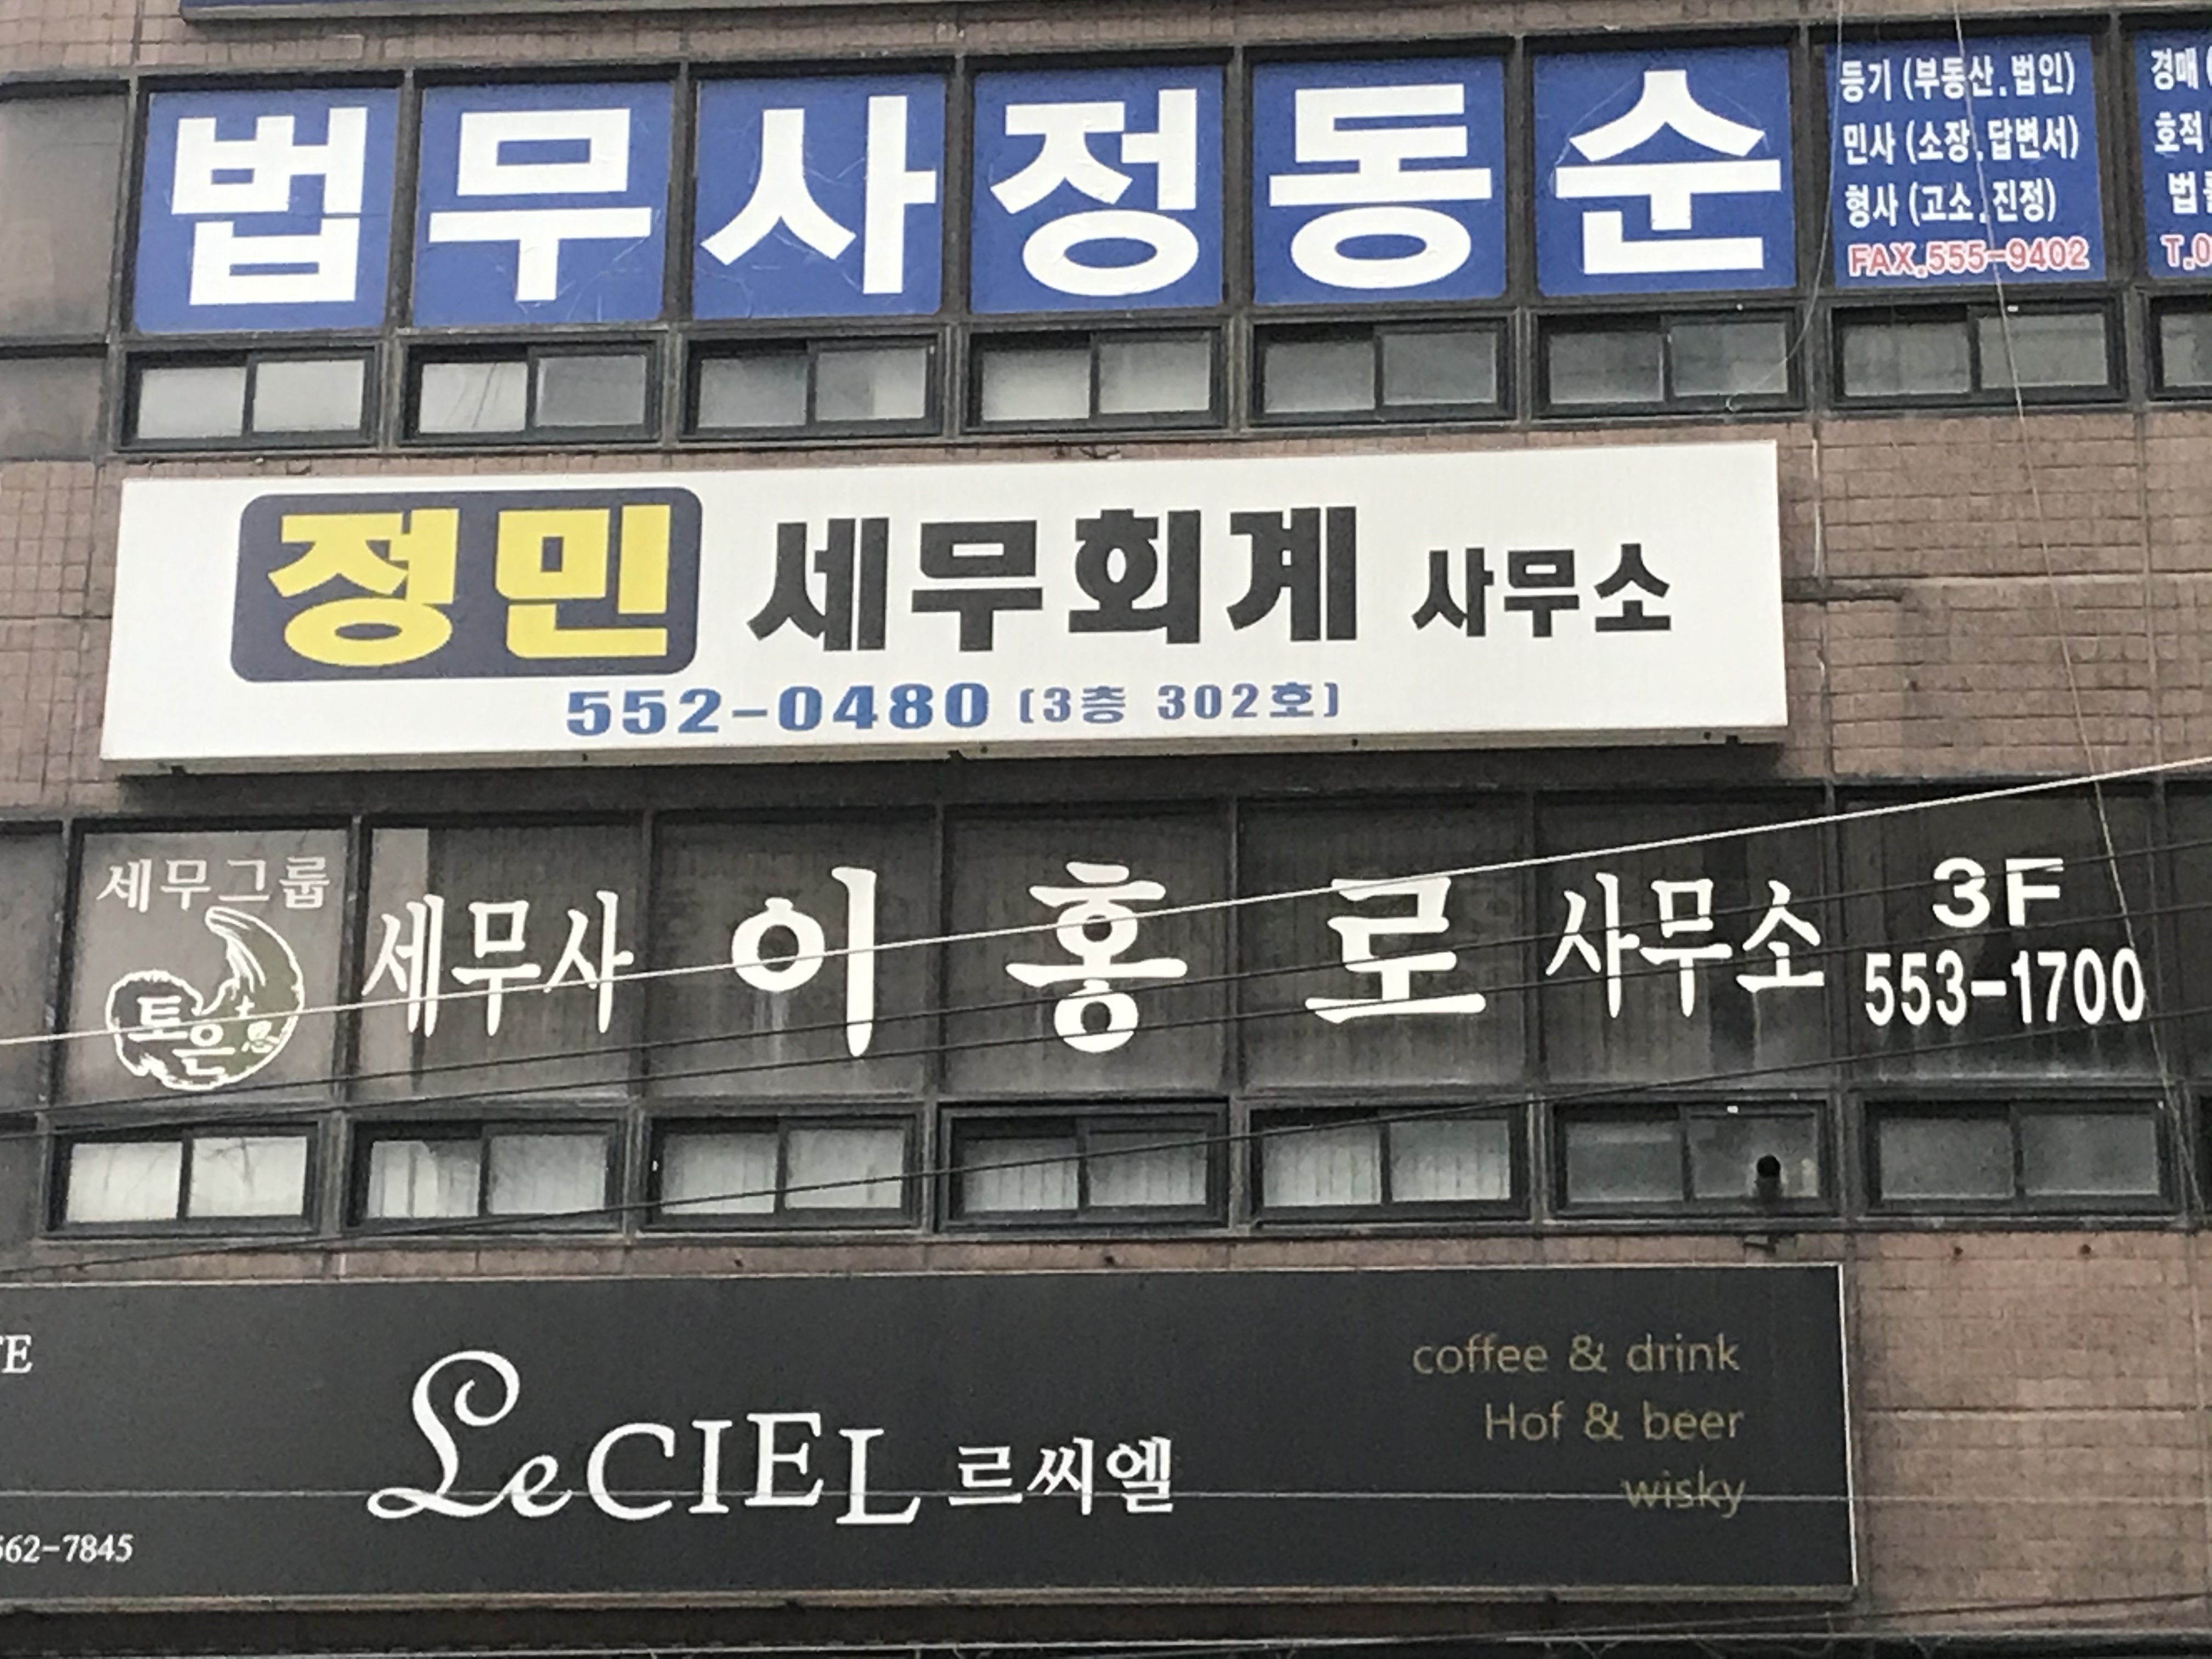 법무사정동순
등기 (부동산.법인)
민사 (소장.답변서)
형사 (고소.진정)
FAX.555-9402
경매
호적
정민 세무회계 사무소
552-0480 (3층 302호)
세무그룹
토은
세무사 이홍로 사무소
3F
553-1700
LeCIEL 르씨엘
coffee & drink
Hof & beer
wisky
562-7845